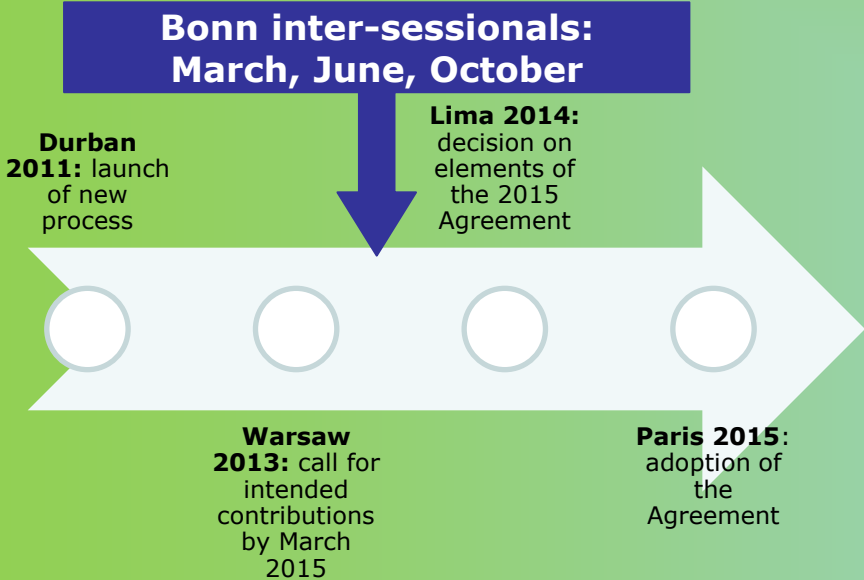 Bonn inter-sessionals:
March, June, October
Durban
2011: launch
of new
process
Lima 2014:
decision on
elements of
the 2015
Agreement
Warsaw
2013: call for
intended
contributions
by March
2015
Paris 2015:
adoption of
the
Agreement